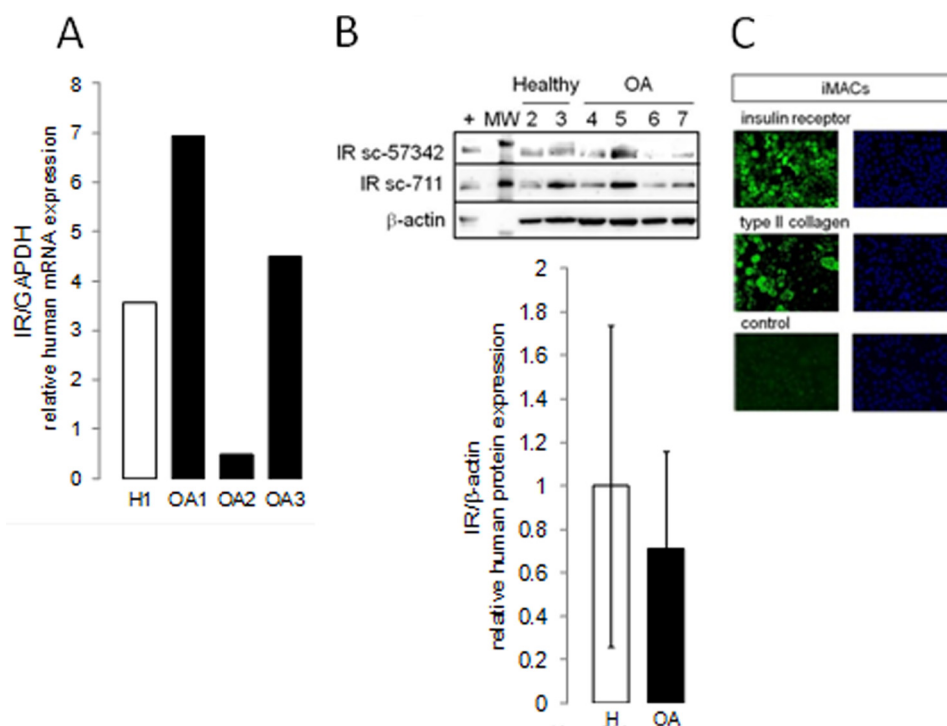 A
IR/GAPDH
relative human mRNA expression
8
7
6
5
4
3
2
1
0
H1 OA1 OA2 OA3
B
Healthy OA
+ MW 2 3 4 5 6 7
IR sc-57342
IR sc-711
β-actin
IR/β-actin
relative human protein expression
2
1.8
1.6
1.4
1.2
1
0.8
0.6
0.4
0.2
0
H OA
C
iMACs
insulin receptor
type II collagen
control